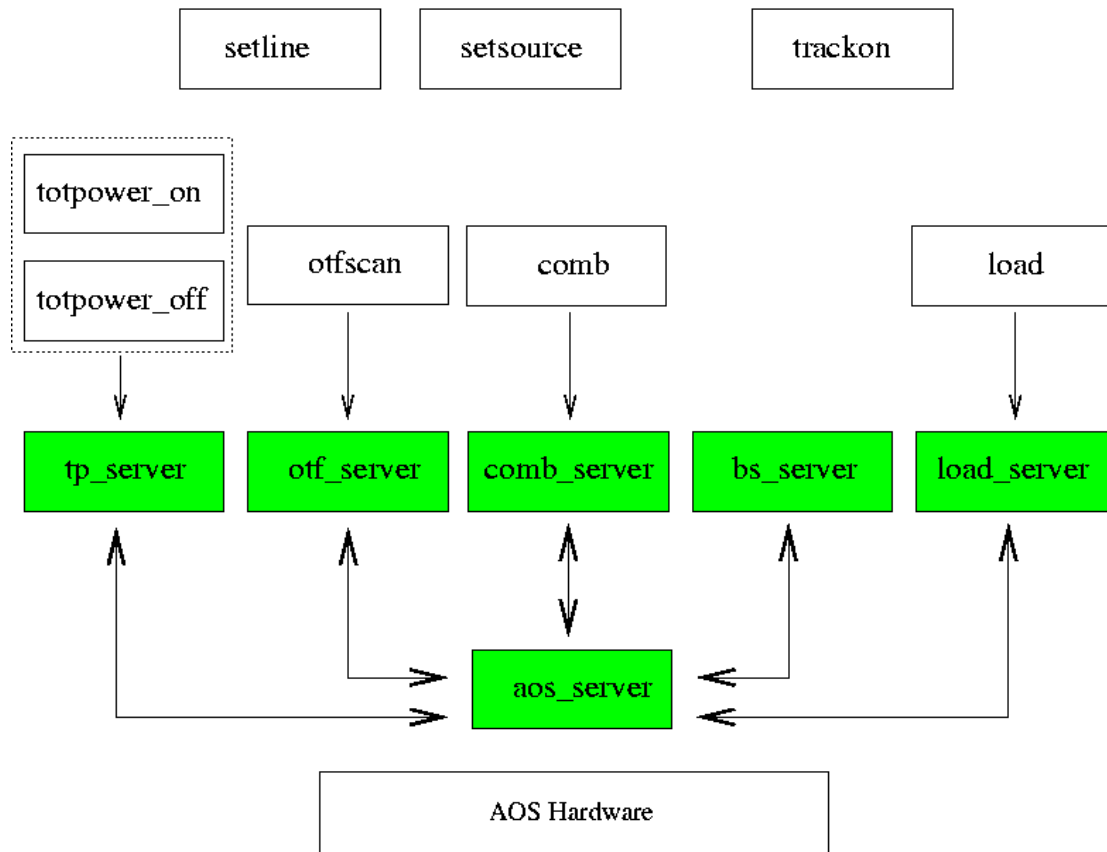 setline
setsource
trackon
totpower_on
totpower_off
otfscan
comb
load
tp_server
otf_server
comb_server
bs_server
load_server
aos_server
AOS Hardware